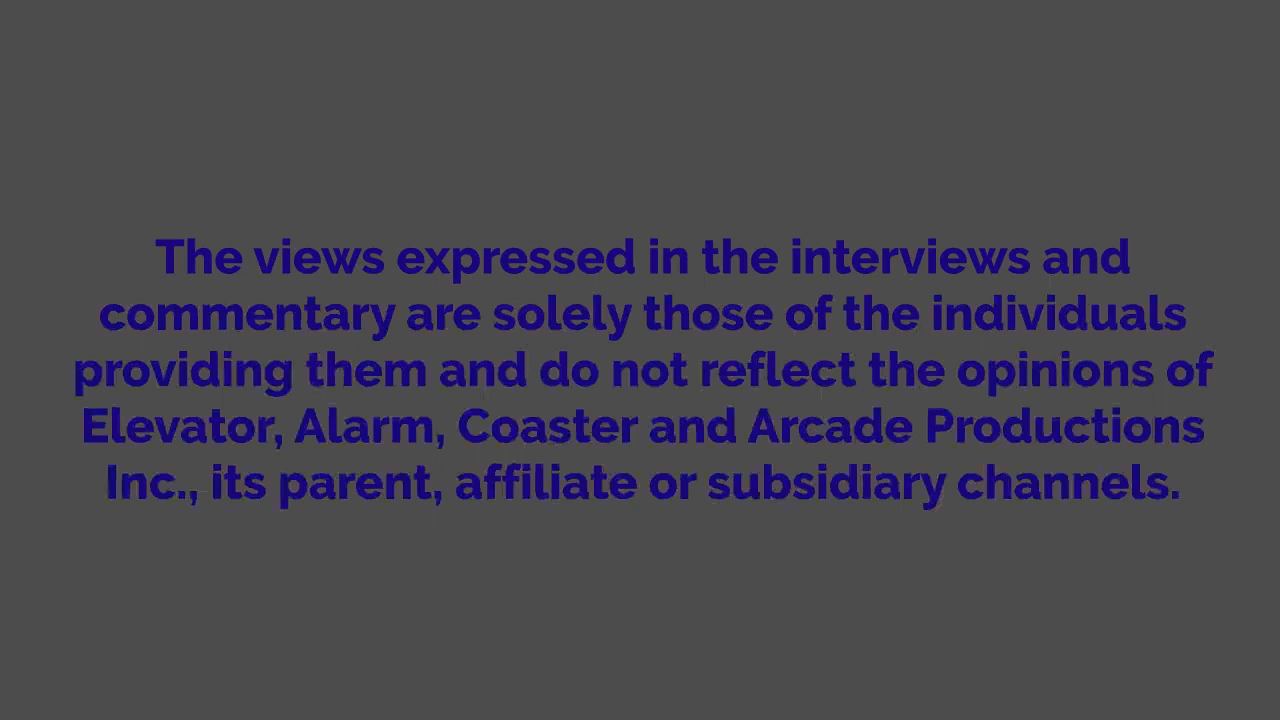 The views expressed in the interviews and
commentary are solely those of the individuals
providing them and do not reflect the opinions of
Elevator, Alarm, Coaster and Arcade Productions
Inc., its parent, affiliate or subsidiary channels.